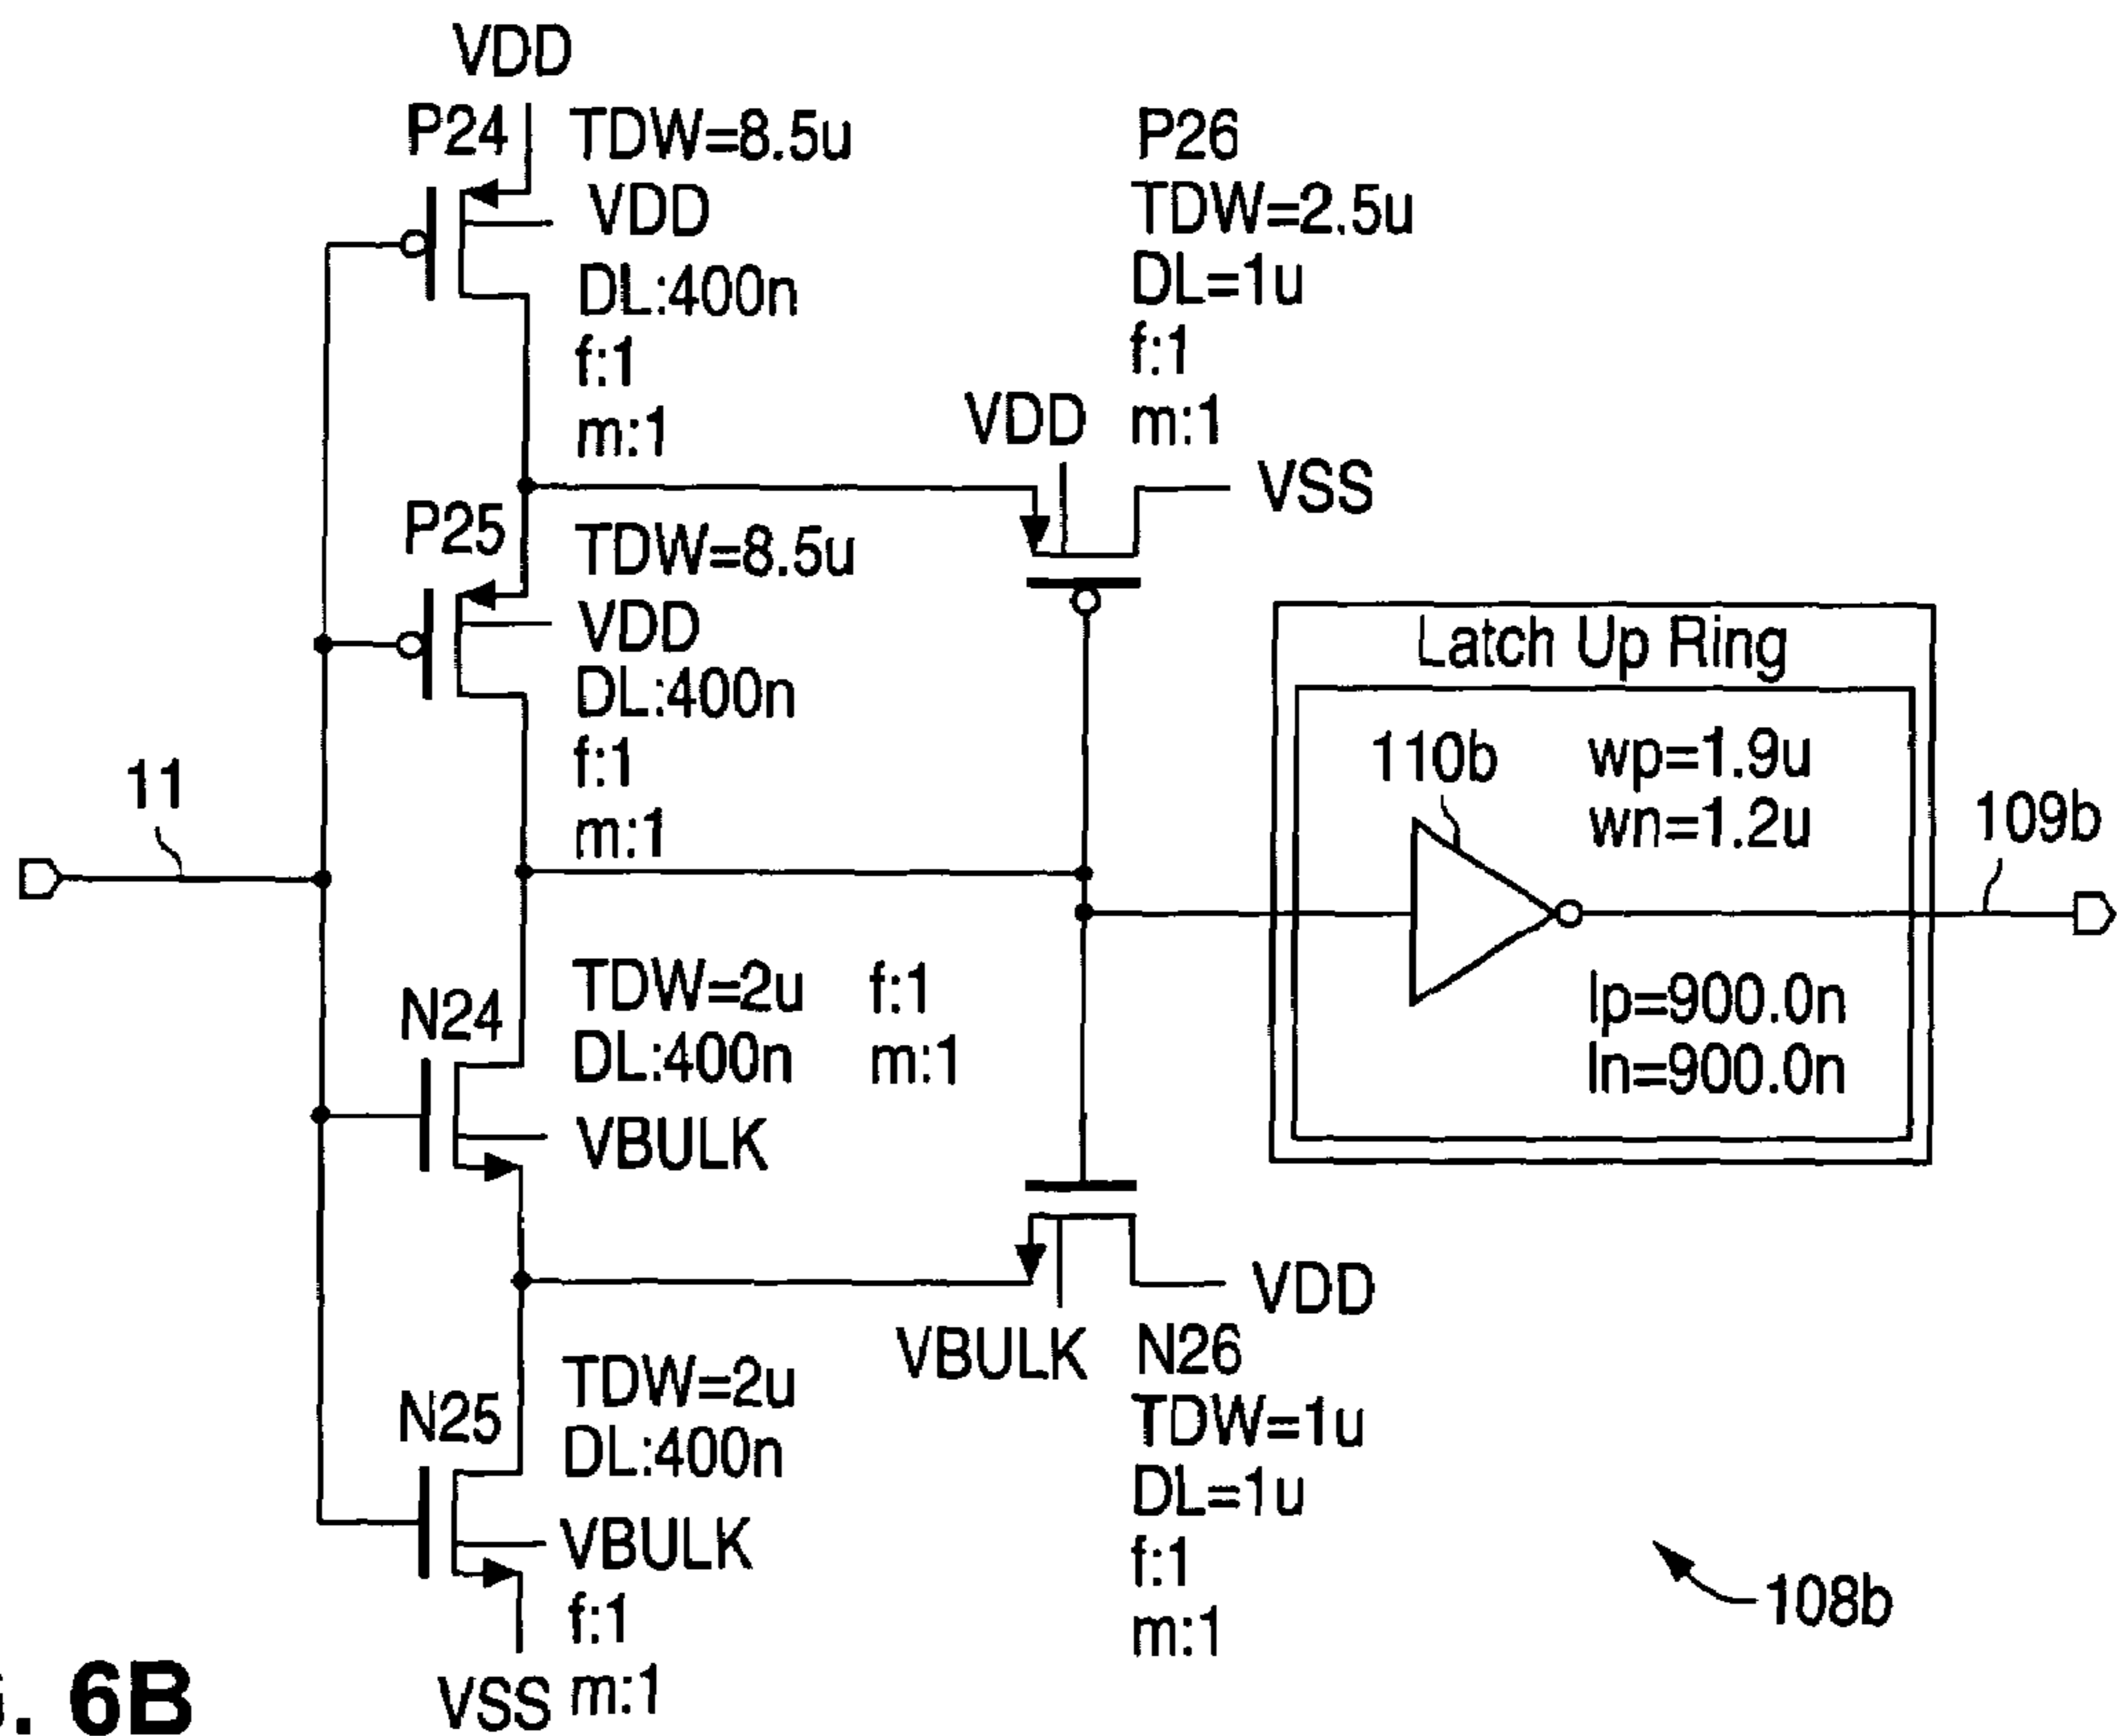 VDD
P24
TDW=8.5u
VDD
DL:400n
f:1
m:1
P26
TDW=2.5u
DL=1u
f:1
m:1
VDD
VSS
P25
TDW=8.5u
VDD
DL:400n
f:1
m:1
Latch Up Ring
110b
wp=1.9u
wn=1.2u
lp=900.0n
ln=900.0n
109b
11
N24
TDW=2u f:1
DL:400n m:1
VBULK
VDD
VBULK
N26
TDW=1u
DL=1u
f:1
m:1
N25
TDW=2u
DL:400n
VBULK
f:1
m:1
VSS
108b
G. 6B